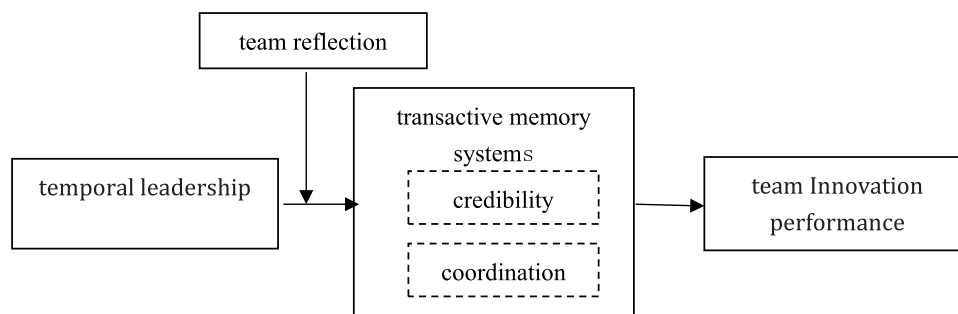 team reflection
transactive memory
systems
temporal leadership
credibility
team Innovation
performance
coordination